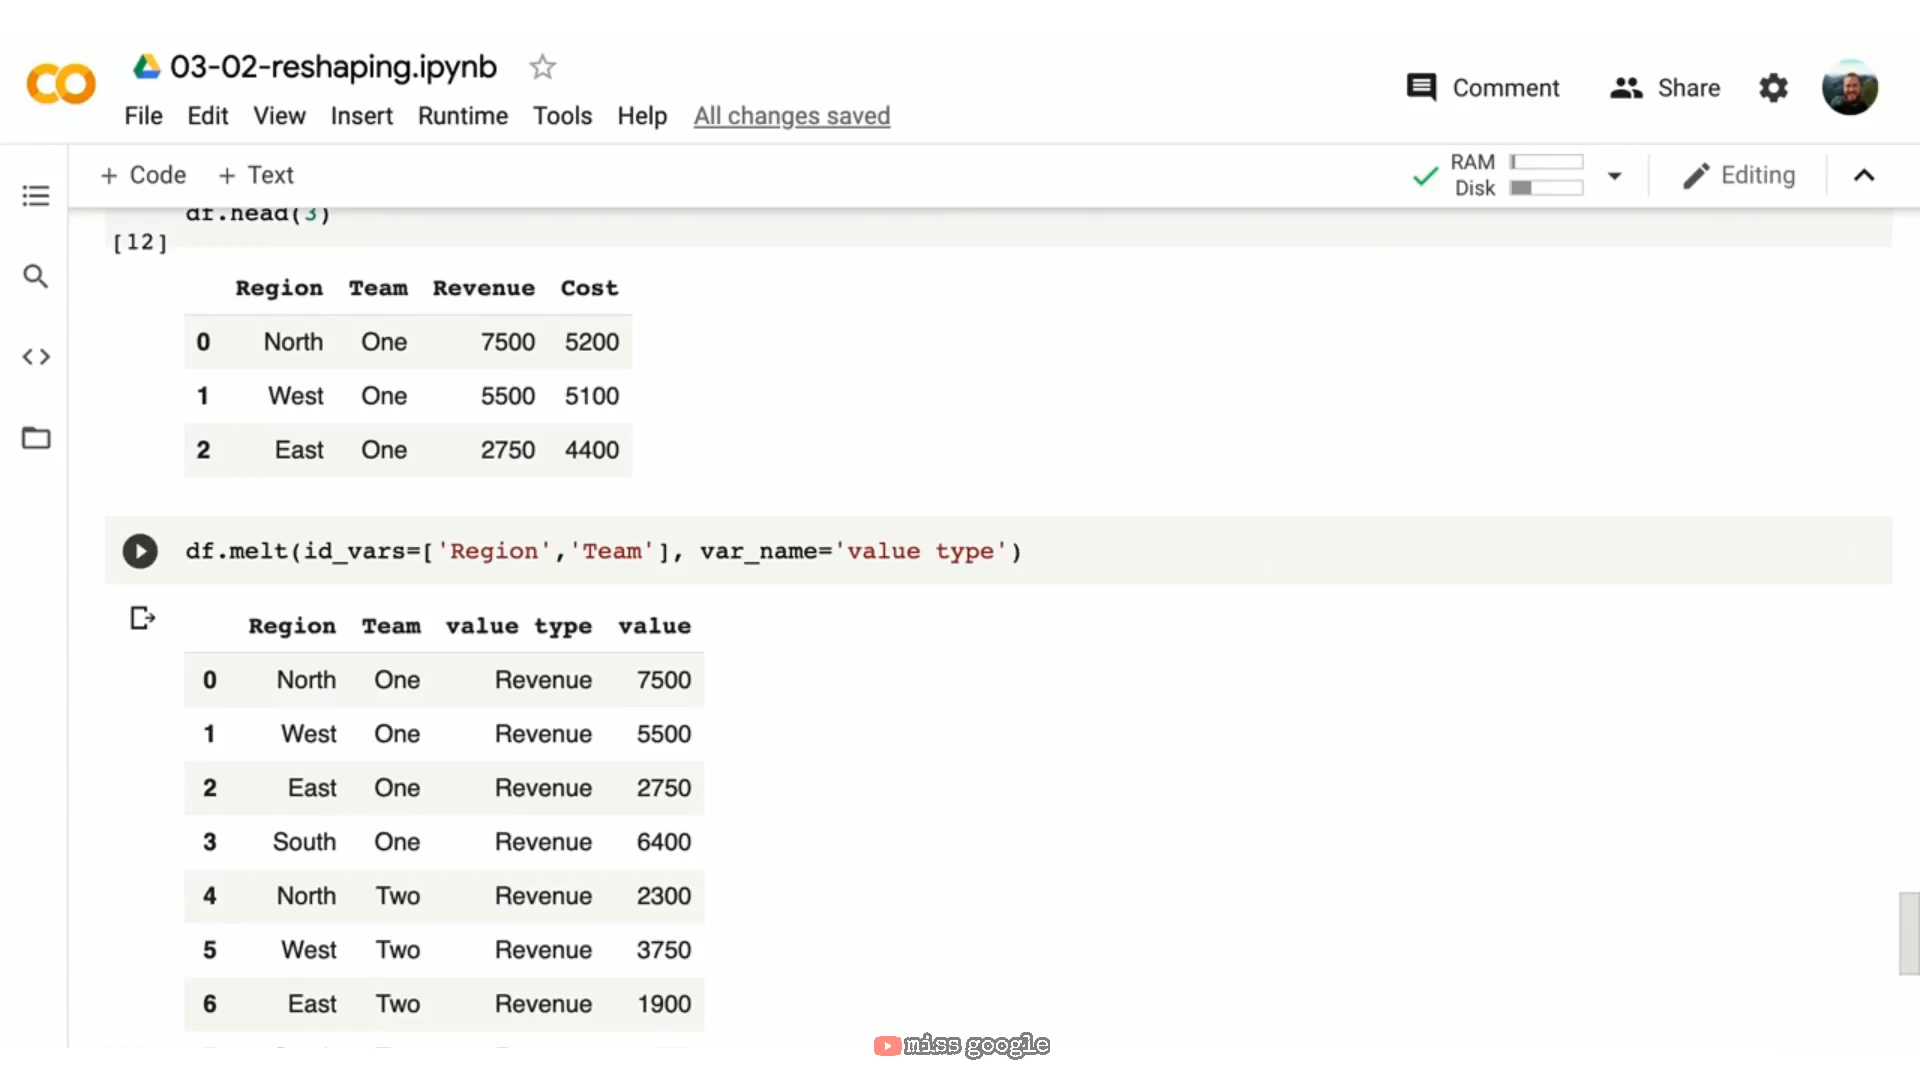 03-02-reshaping.ipynb
Comment Share
File Edit View Insert Runtime Tools Help All changes saved
+ Code + Text
RAM
Disk
Editing
df.head(3)
[12]
Region Team Revenue Cost
0 North One 7500 5200
1 West One 5500 5100
2 East One 2750 4400
df.melt(id_vars=['Region','Team'], var_name='value type')
Region Team value type value
0 North One Revenue 7500
1 West One Revenue 5500
2 East One Revenue 2750
3 South One Revenue 6400
4 North Two Revenue 2300
5 West Two Revenue 3750
6 East Two Revenue 1900
miss google